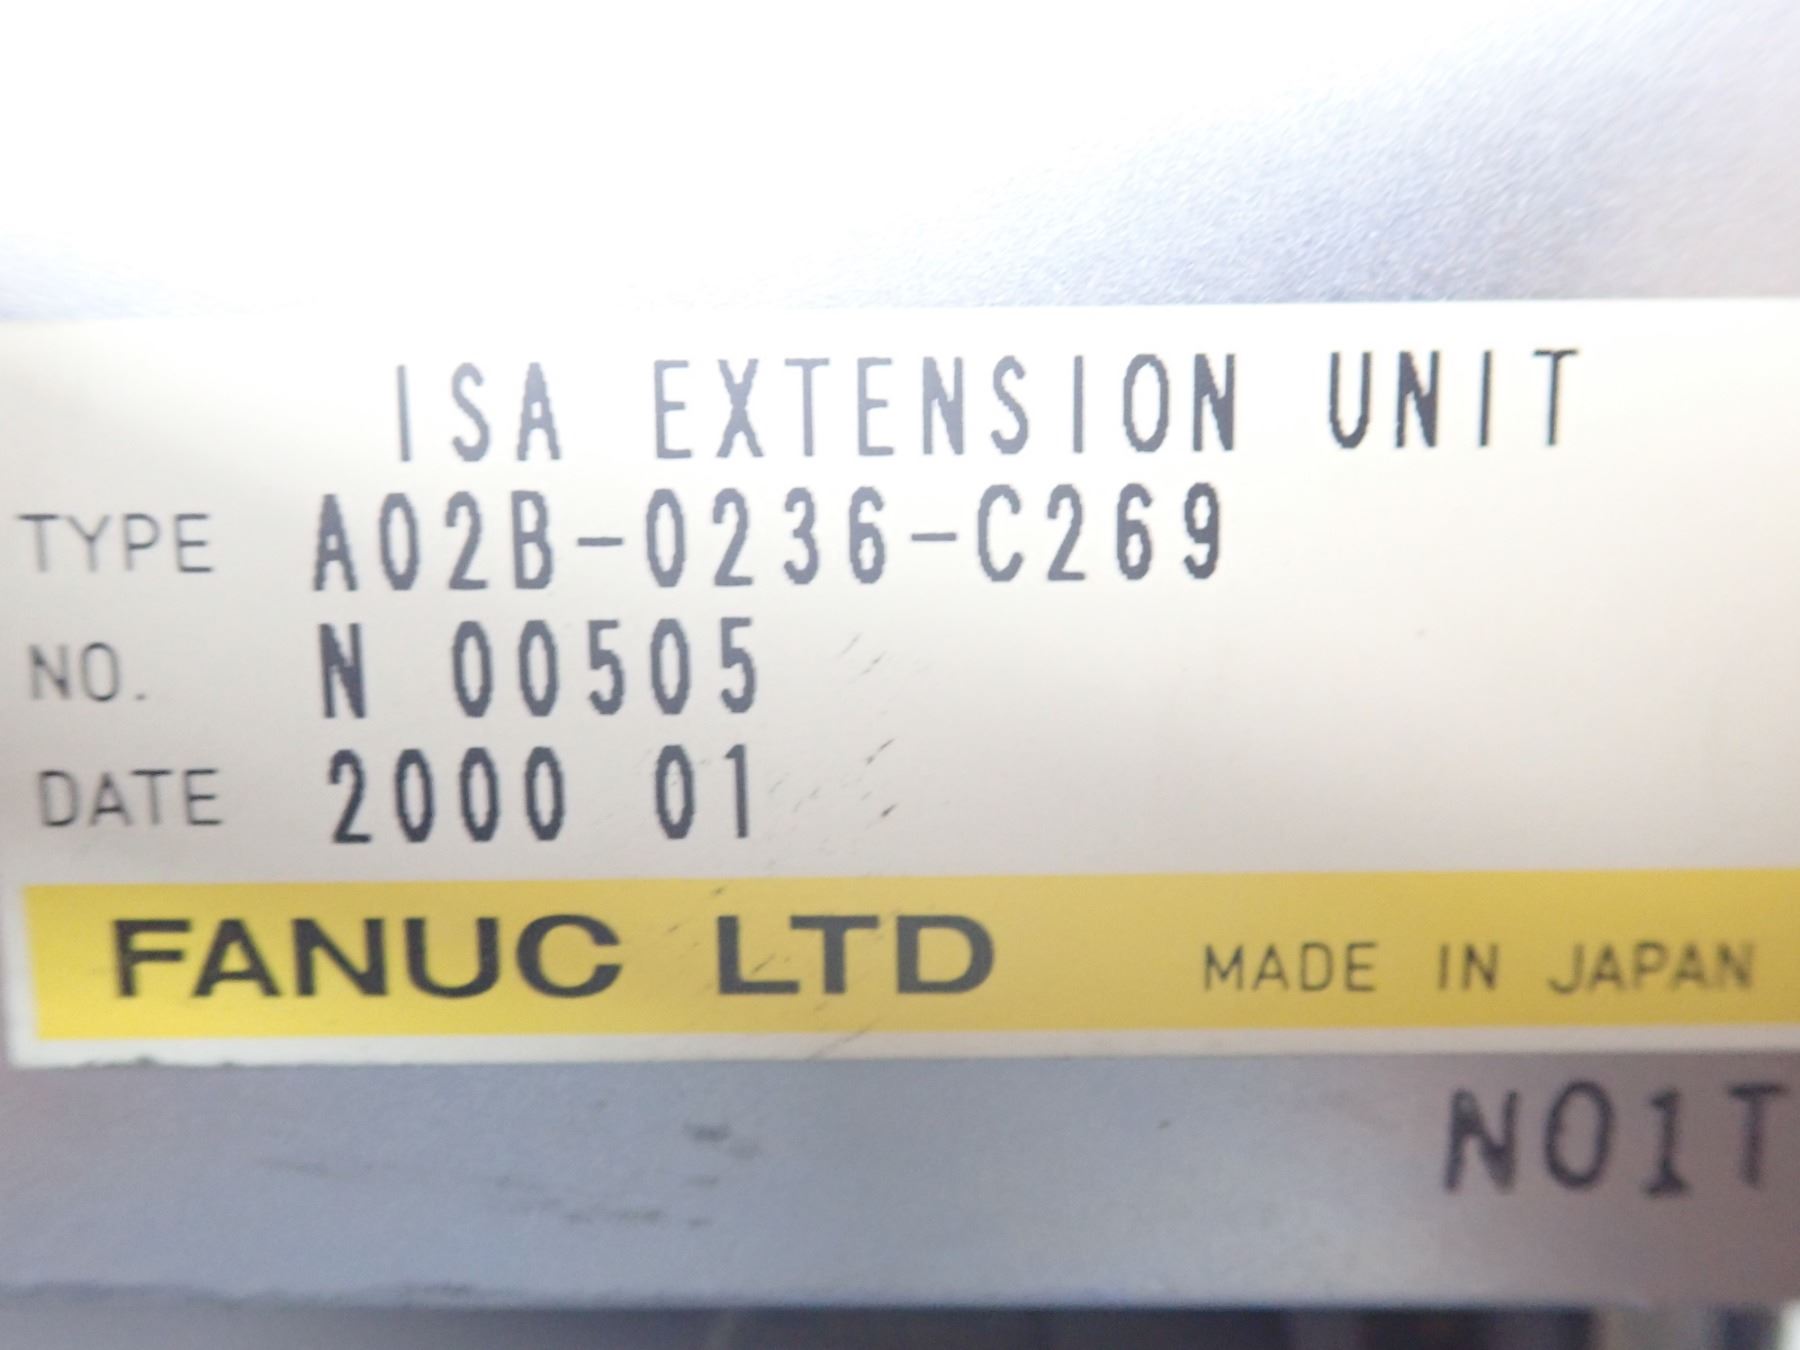 ISA EXTENSION UNIT
TYPE A02B-0236-C269
NO. N 00505
DATE 2000 01
FANUC LTD MADE IN JAPAN
N01T